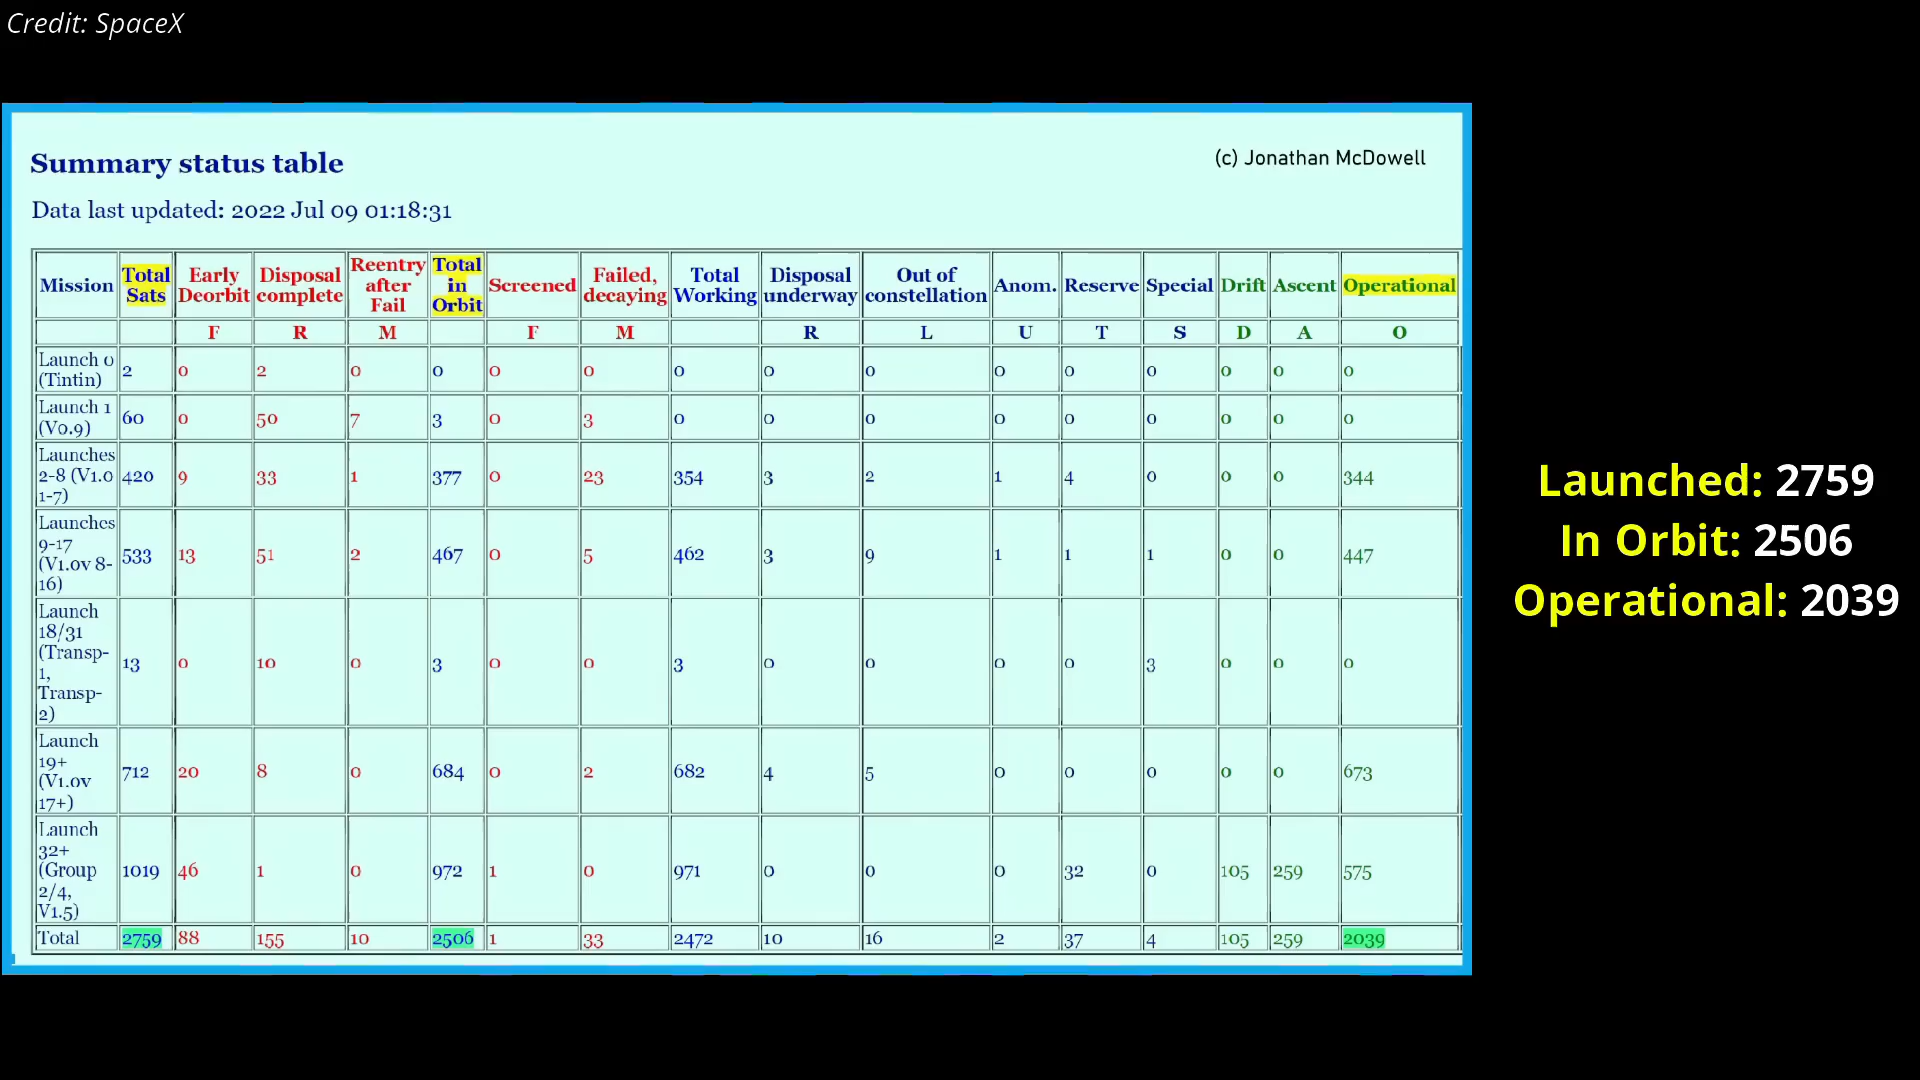 Credit: SpaceX
Summary status table
(c) Jonathan McDowell
Data last updated: 2022 Jul 09 01:18:31
Mission Total Sats Early Deorbit Disposal complete Reentry after Fail Total in Orbit Screened Failed, decaying Total Working Disposal underway Out of constellation Anom. Reserve Special Drift Ascent Operational
F R M F M R L U T S D A O
Launch 0 (Tintin) 2 0 2 0 0 0 0 0 0 0 0 0 0 0 0 0
Launch 1 (V0.9) 60 0 50 7 3 0 3 0 0 0 0 0 0 0 0 0
Launches 2-8 (V1.0 1-7) 420 9 33 1 377 0 23 354 3 2 1 4 0 0 0 344
Launches 9-17 (V1.0v 8-16) 533 13 51 2 467 0 5 462 3 9 1 1 1 0 0 447
Launch 18/31 (Transp-1, Transp-2) 13 0 10 0 3 0 0 3 0 0 0 0 3 0 0 0
Launch 19+ (V1.0v 17+) 712 20 8 0 684 0 2 682 4 5 0 0 0 0 0 673
Launch 32+ (Group 2/4, V1.5) 1019 46 1 0 972 1 0 971 0 0 0 32 0 105 259 575
Total 2759 88 155 10 2506 1 33 2472 10 16 2 37 4 105 259 2039
Launched: 2759
In Orbit: 2506
Operational: 2039